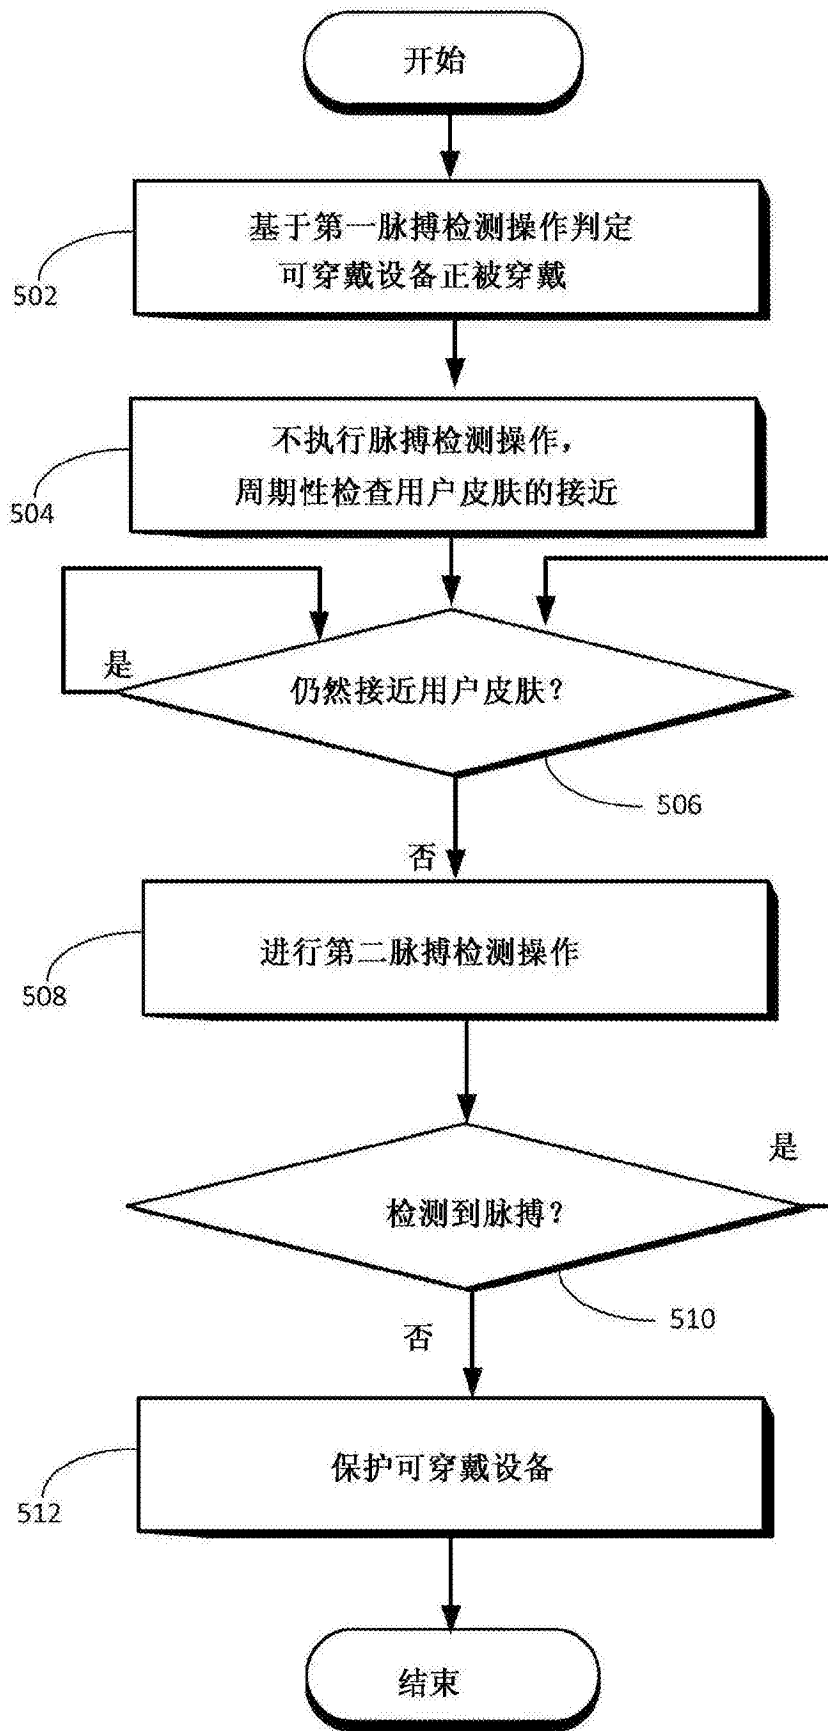 开始
基于第一脉搏检测操作判定
可穿戴设备正被穿戴
502
不执行脉搏检测操作，
周期性检查用户皮肤的接近
504
是
仍然接近用户皮肤？
506
否
进行第二脉搏检测操作
508
是
检测到脉搏？
510
否
保护可穿戴设备
512
结束